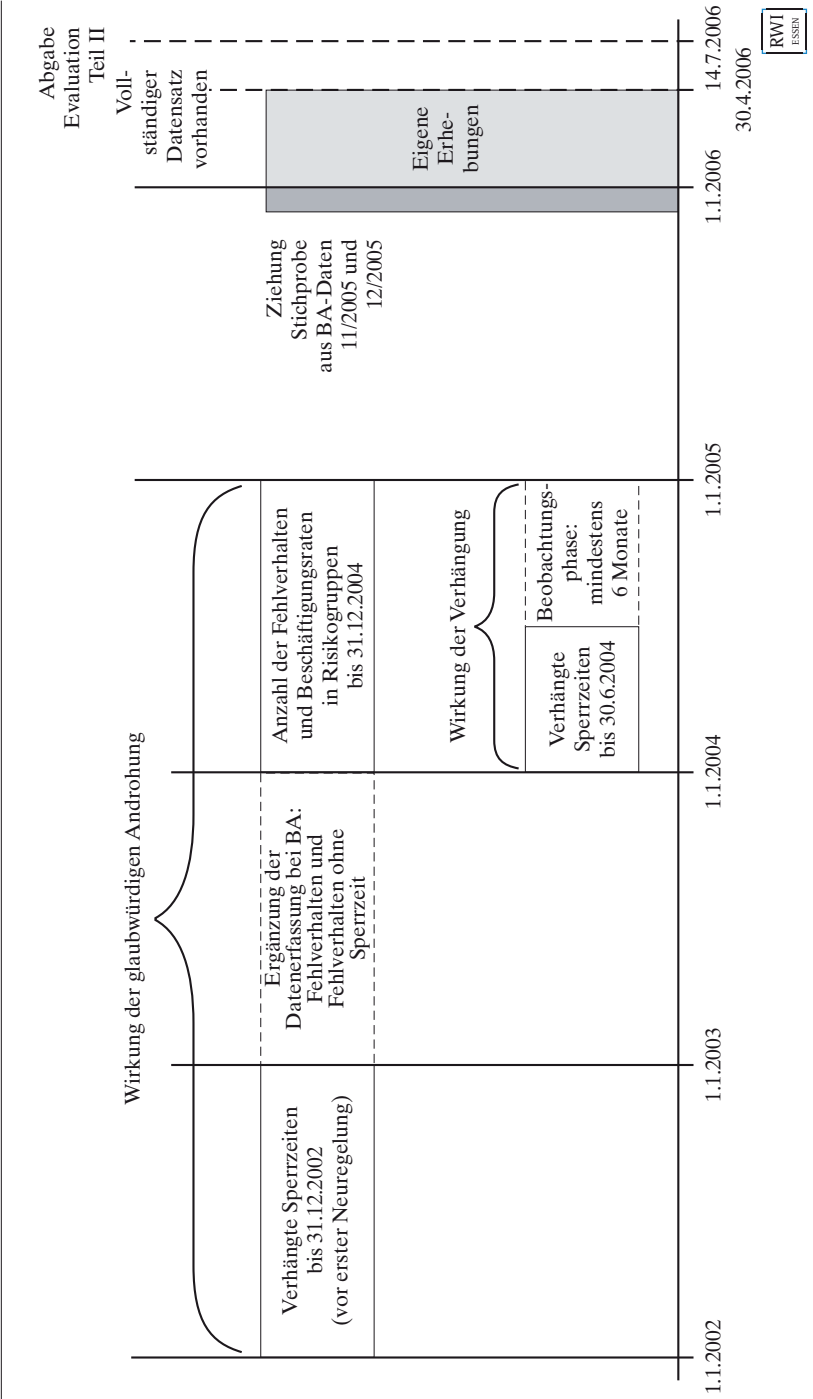 Wirkung der glaubwürdigen Androhung
Verhängte Sperrzeiten
bis 31.12.2002
(vor erster Neuregelung)
Ergänzung der
Datenerfassung bei BA:
Fehlverhalten und
Fehlverhalten ohne
Sperrzeit
Anzahl der Fehlverhalten
und Beschäftigungsraten
in Risikogruppen
bis 31.12.2004
Wirkung der Verhängung
Verhängte
Sperrzeiten
bis 30.6.2004
Beobachtungs-
phase:
mindestens
6 Monate
Ziehung
Stichprobe
aus BA-Daten
11/2005 und
12/2005
Eigene
Erhe-
bungen
Voll-
ständiger
Datensatz
vorhanden
Abgabe
Evaluation
Teil II
1.1.2002
1.1.2003
1.1.2004
1.1.2005
1.1.2006
30.4.2006
14.7.2006
RWI
ESSEN